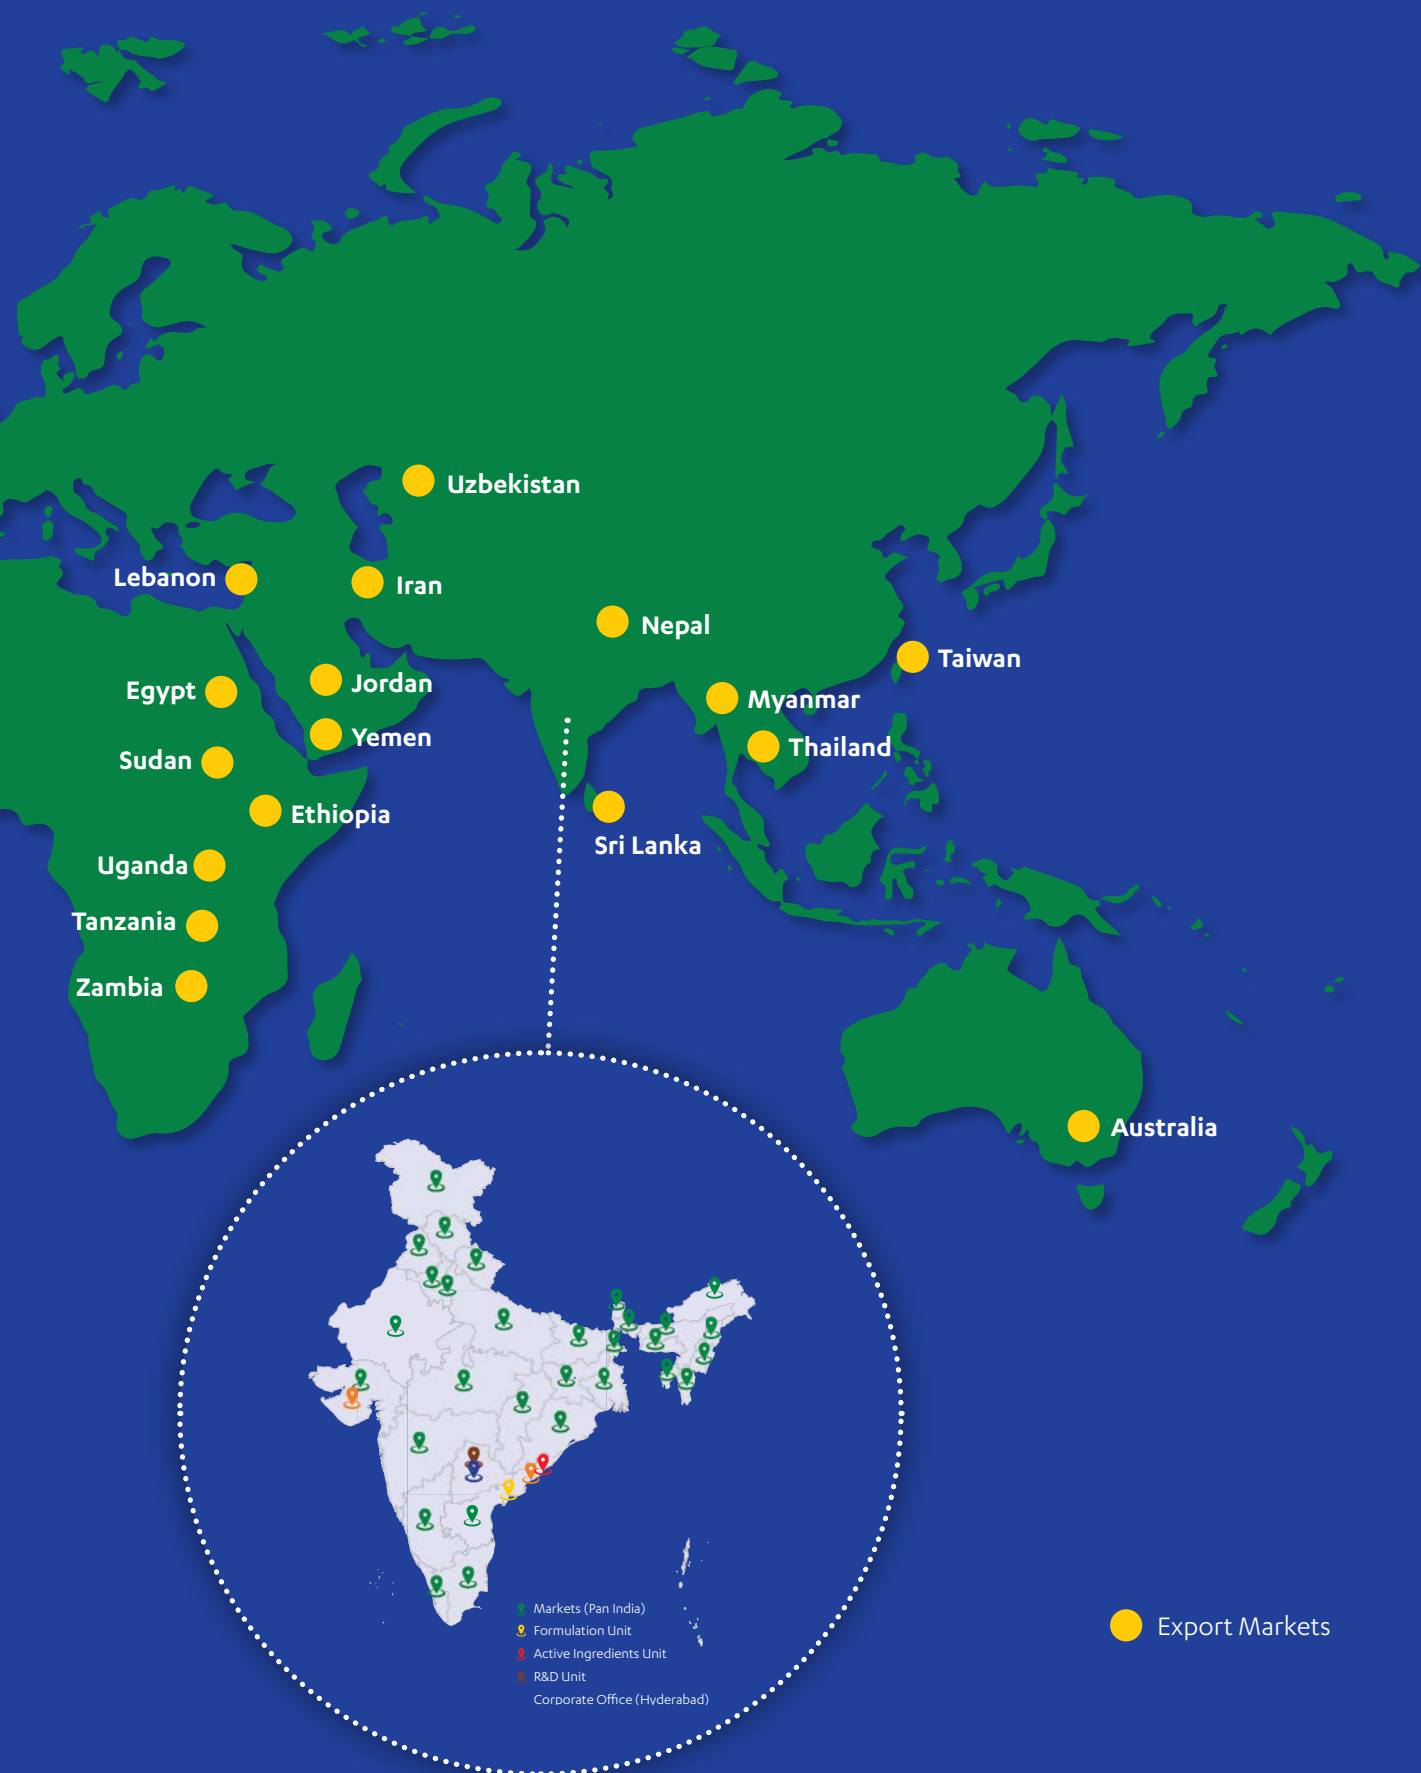 Uzbekistan
Lebanon
Iran
Nepal
Taiwan
Egypt
Jordan
Myanmar
Yemen
Thailand
Sudan
Ethiopia
Sri Lanka
Uganda
Tanzania
Zambia
Australia
Markets (Pan India)
Formulation Unit
Active Ingredients Unit
R&D Unit
Corporate Office (Hyderabad)
Export Markets